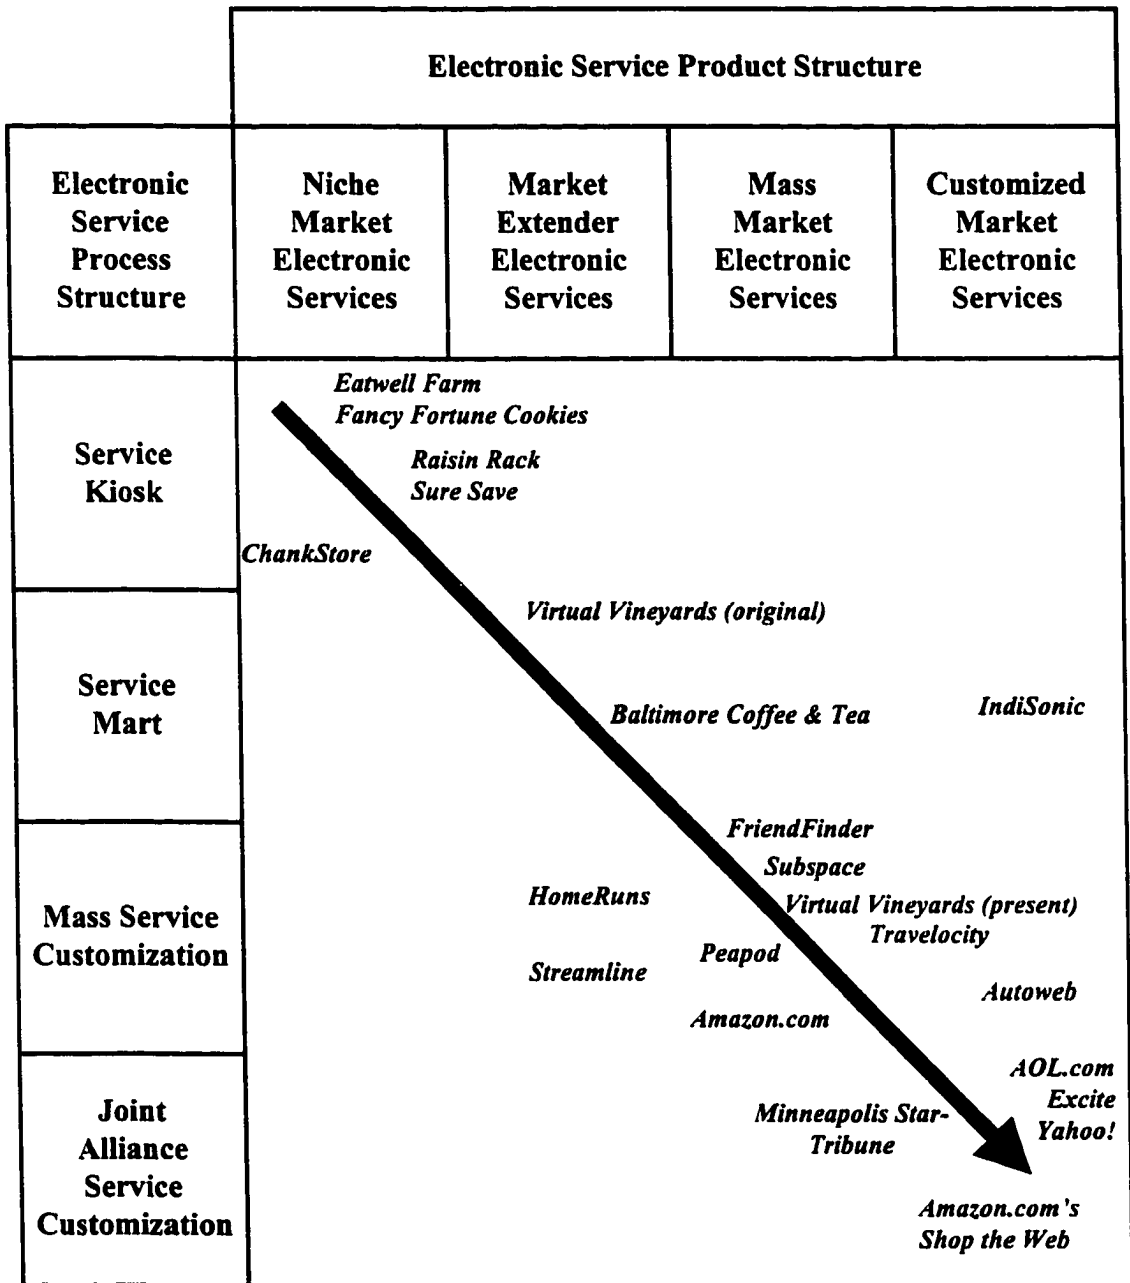 Electronic Service Product Structure
Electronic
Service
Process
Structure
Niche
Market
Electronic
Services
Market
Extender
Electronic
Services
Mass
Market
Electronic
Services
Customized
Market
Electronic
Services
Service
Kiosk
Eatwell Farm
Fancy Fortune Cookies
Raisin Rack
Sure Save
ChankStore
Service
Mart
Virtual Vineyards (original)
Baltimore Coffee & Tea
IndiSonic
Mass Service
Customization
FriendFinder
Subspace
HomeRuns
Virtual Vineyards (present)
Travelocity
Peapod
Streamline
Autoweb
Amazon.com
Joint
Alliance
Service
Customization
AOL.com
Excite
Yahoo!
Minneapolis Star-
Tribune
Amazon.com's
Shop the Web